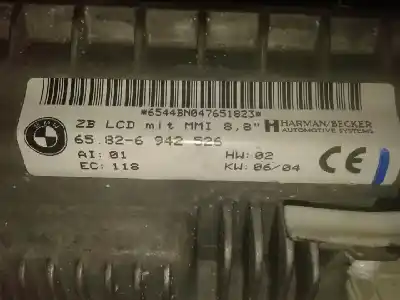 *6544BN047651823*
BMW
ZB LCD mit MMI 8,8" HARMAN/BECKER
AUTOMOTIVE SYSTEMS
65.82-6 942 526
AI: 01 HW: 02
EC: 118 KW: 06/04 CE